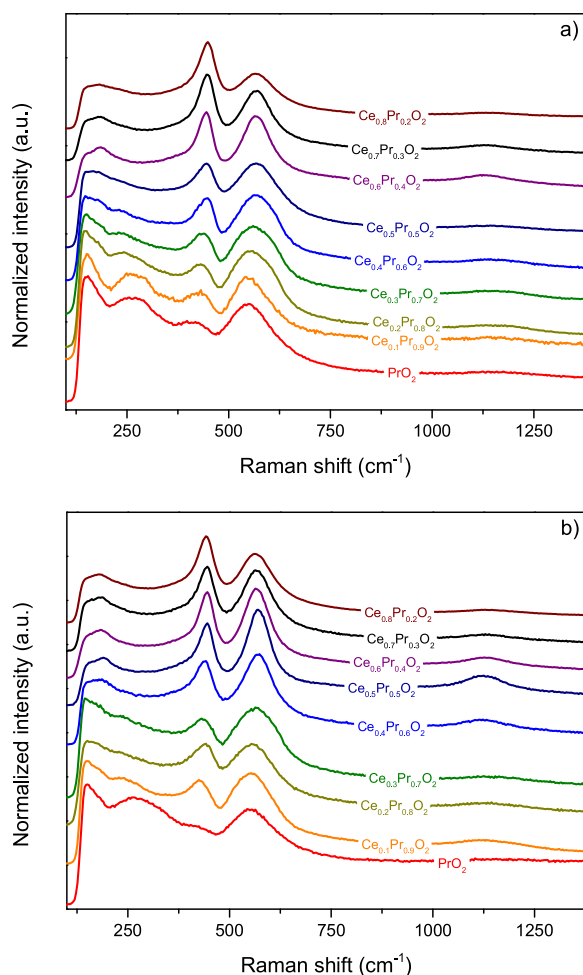 a)
Normalized intensity (a.u.)
Ce₀.₈Pr₀.₂O₂
Ce₀.₇Pr₀.₃O₂
Ce₀.₆Pr₀.₄O₂
Ce₀.₅Pr₀.₅O₂
Ce₀.₄Pr₀.₆O₂
Ce₀.₃Pr₀.₇O₂
Ce₀.₂Pr₀.₈O₂
Ce₀.₁Pr₀.₉O₂
PrO₂
250 500 750 1000 1250
Raman shift (cm⁻¹)
b)
Normalized intensity (a.u.)
Ce₀.₈Pr₀.₂O₂
Ce₀.₇Pr₀.₃O₂
Ce₀.₆Pr₀.₄O₂
Ce₀.₅Pr₀.₅O₂
Ce₀.₄Pr₀.₆O₂
Ce₀.₃Pr₀.₇O₂
Ce₀.₂Pr₀.₈O₂
Ce₀.₁Pr₀.₉O₂
PrO₂
250 500 750 1000 1250
Raman shift (cm⁻¹)